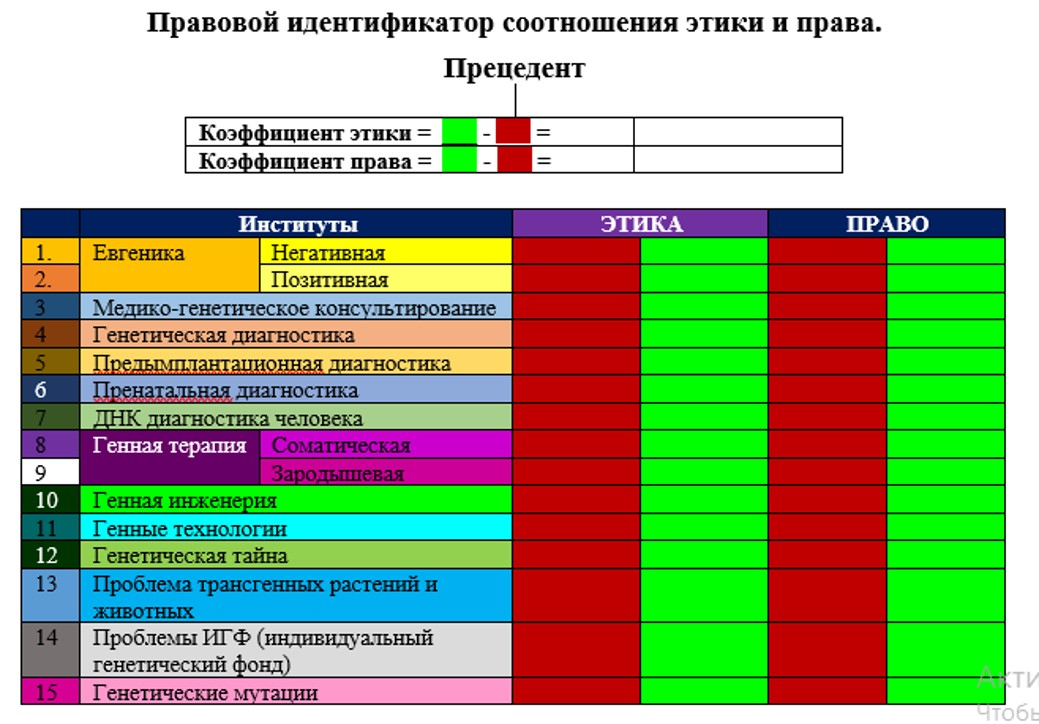 Правовой идентификатор соотношения этики и права.
Прецедент
Коэффициент этики = - =
Коэффициент права = - =
Институты ЭТИКА ПРАВО
1. Евгеника Негативная
2. Позитивная
3 Медико-генетическое консультирование
4 Генетическая диагностика
5 Предымплантационная диагностика
6 Пренатальная диагностика
7 ДНК диагностика человека
8 Генная терапия Соматическая
9 Зародышевая
10 Генная инженерия
11 Генные технологии
12 Генетическая тайна
13 Проблема трансгенных растений и
животных
14 Проблемы ИГФ (индивидуальный
генетический фонд)
15 Генетические мутации
Чтобы